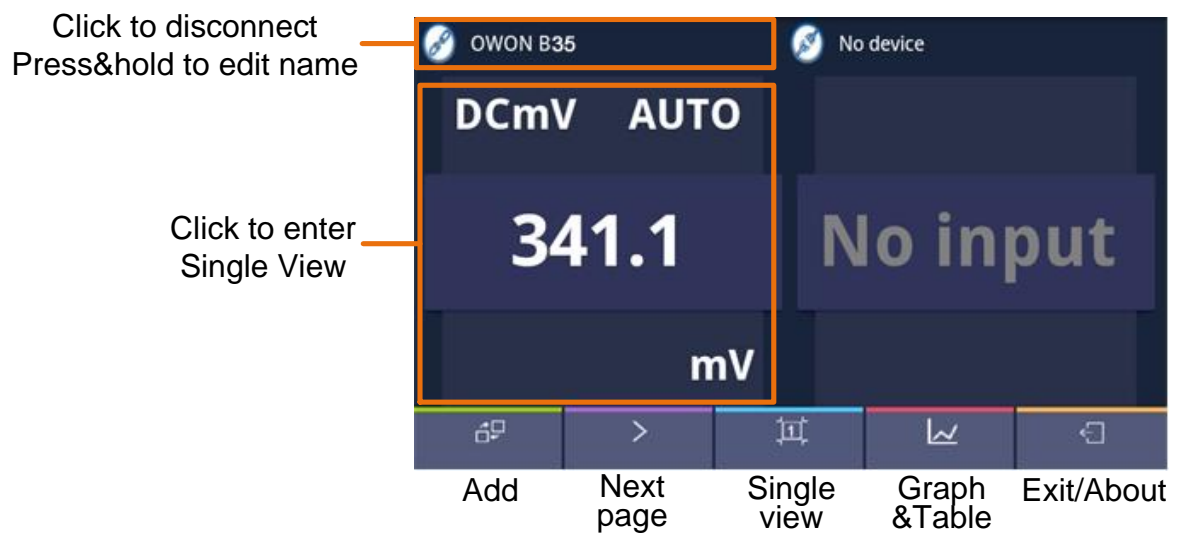 Click to disconnect
Press&hold to edit name
OWON B35
No device
DCmV AUTO
Click to enter
Single View
341.1
No input
mV
1
Add
Next
page
Single
view
Graph
&Table
Exit/About